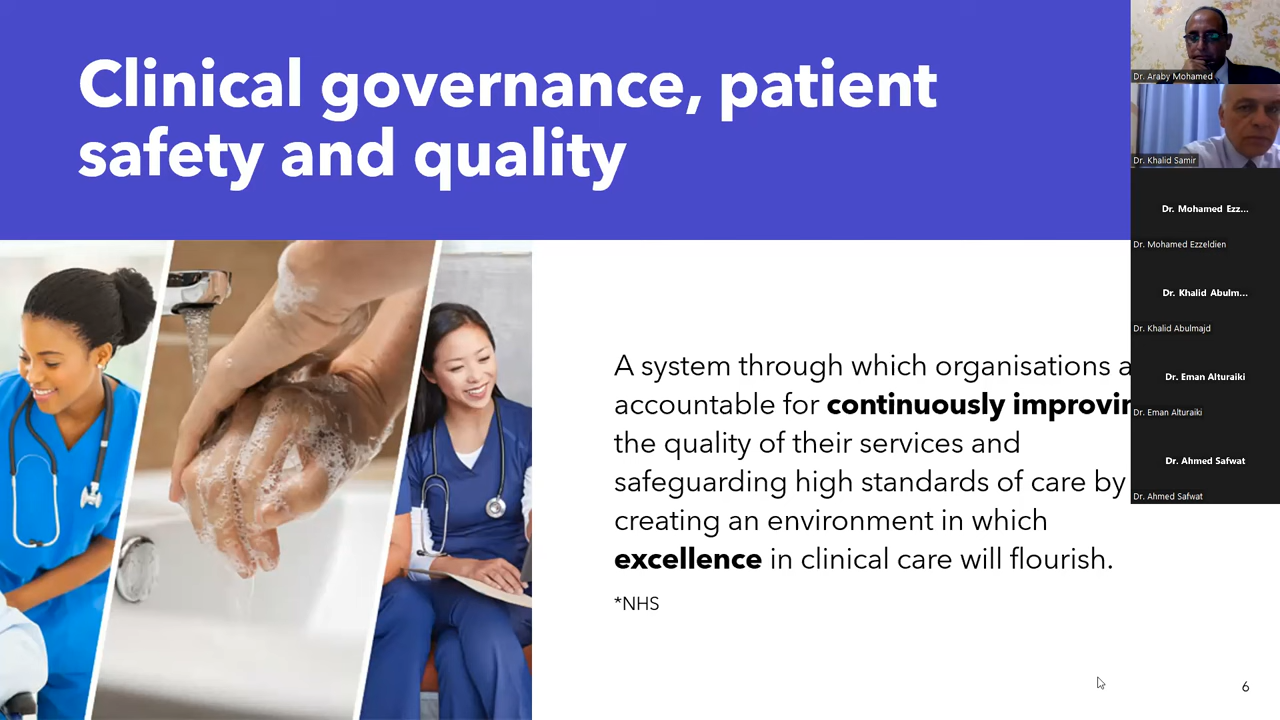 Clinical governance, patient
safety and quality
A system through which organisations a
accountable for continuously improvin
the quality of their services and
safeguarding high standards of care by
creating an environment in which
excellence in clinical care will flourish.
*NHS
6
Dr. Araby Mohamed
Dr. Khalid Samir
Dr. Mohamed Ezz...
Dr. Mohamed Ezzeldien
Dr. Khalid Abulm...
Dr. Khalid Abulmajd
Dr. Eman Alturaiki
Dr. Eman Alturaiki
Dr. Ahmed Safwat
Dr. Ahmed Safwat